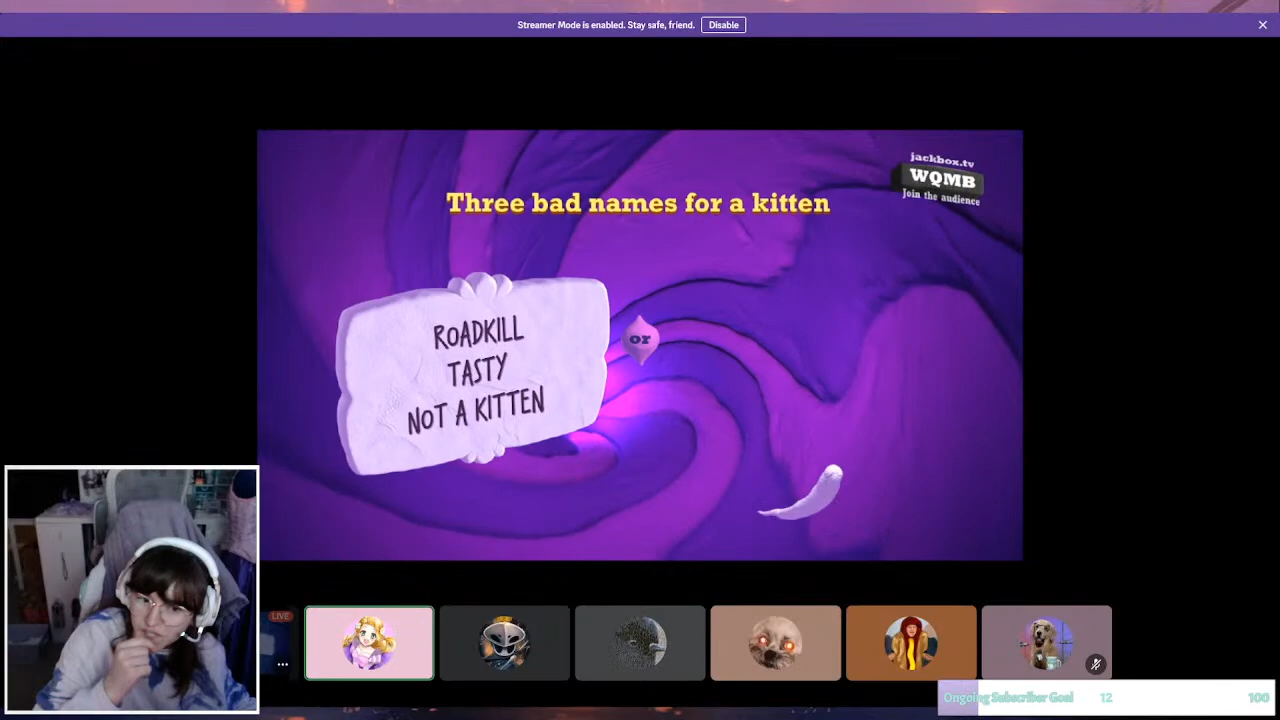 Streamer Mode is enabled. Stay safe, friend. Disable
jackbox.tv
WQMB
Join the audience
Three bad names for a kitten
ROADKILL
TASTY
NOT A KITTEN
or
LIVE
Ongoing Subscriber Goal 12 100